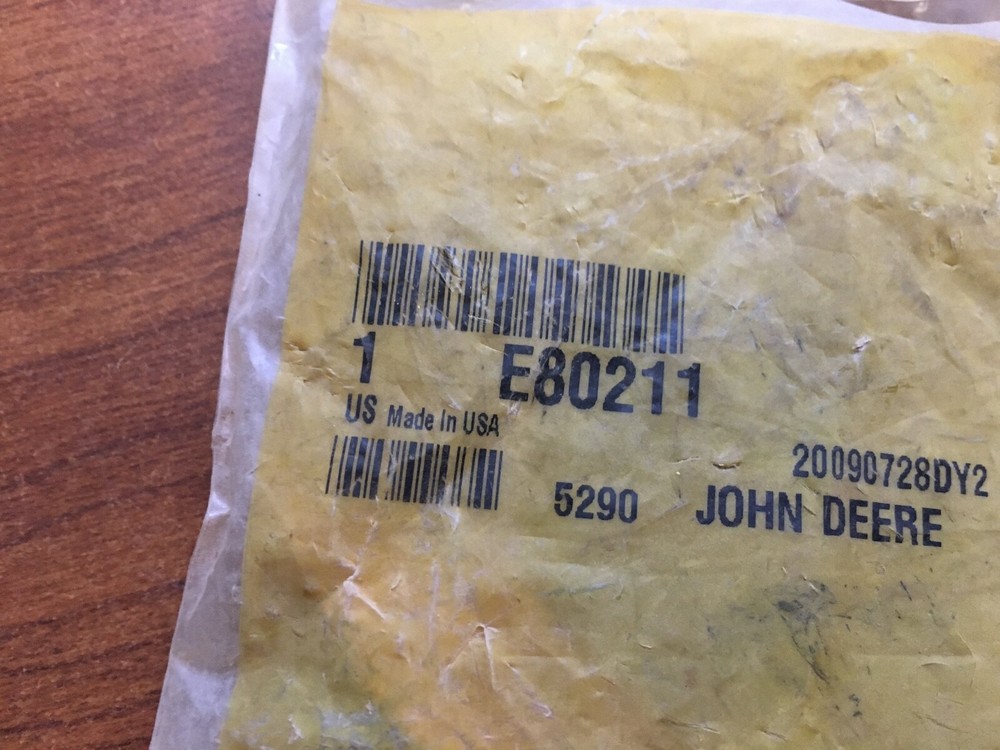 1 E80211
US Made In USA
20090728DY2
5290 JOHN DEERE